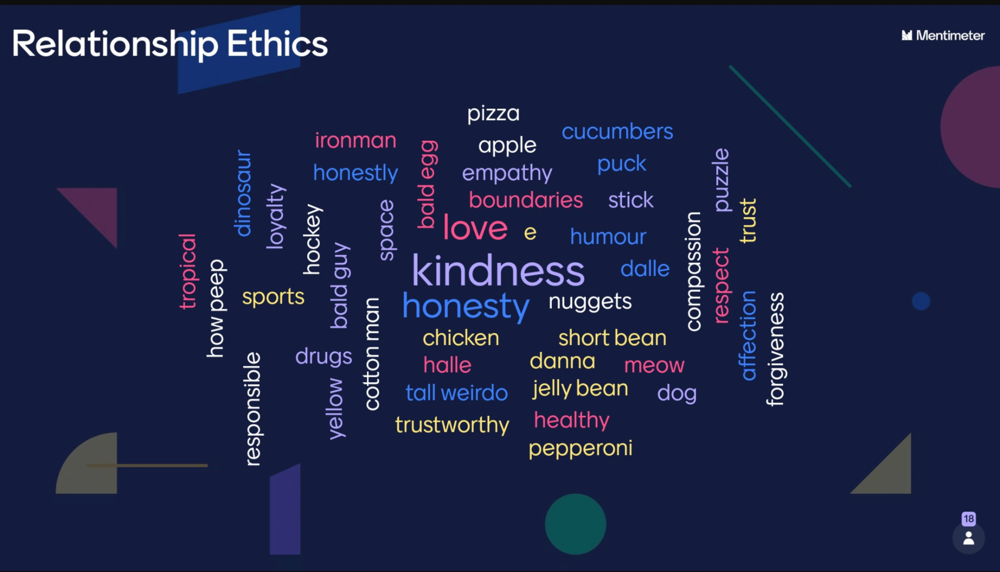 Relationship Ethics
Mentimeter
pizza
cucumbers
ironman
apple
bald egg
dinosaur
puzzle
puck
honestly
empathy
loyalty
boundaries
stick
space
trust
hockey
love
e
humour
compassion
tropical
how peep
bald guy
kindness
dalle
respect
sports
honesty
nuggets
affection
forgiveness
cotton man
chicken
short bean
drugs
halle
danna
meow
responsible
yellow
tall weirdo
jelly bean
dog
trustworthy
healthy
pepperoni
18